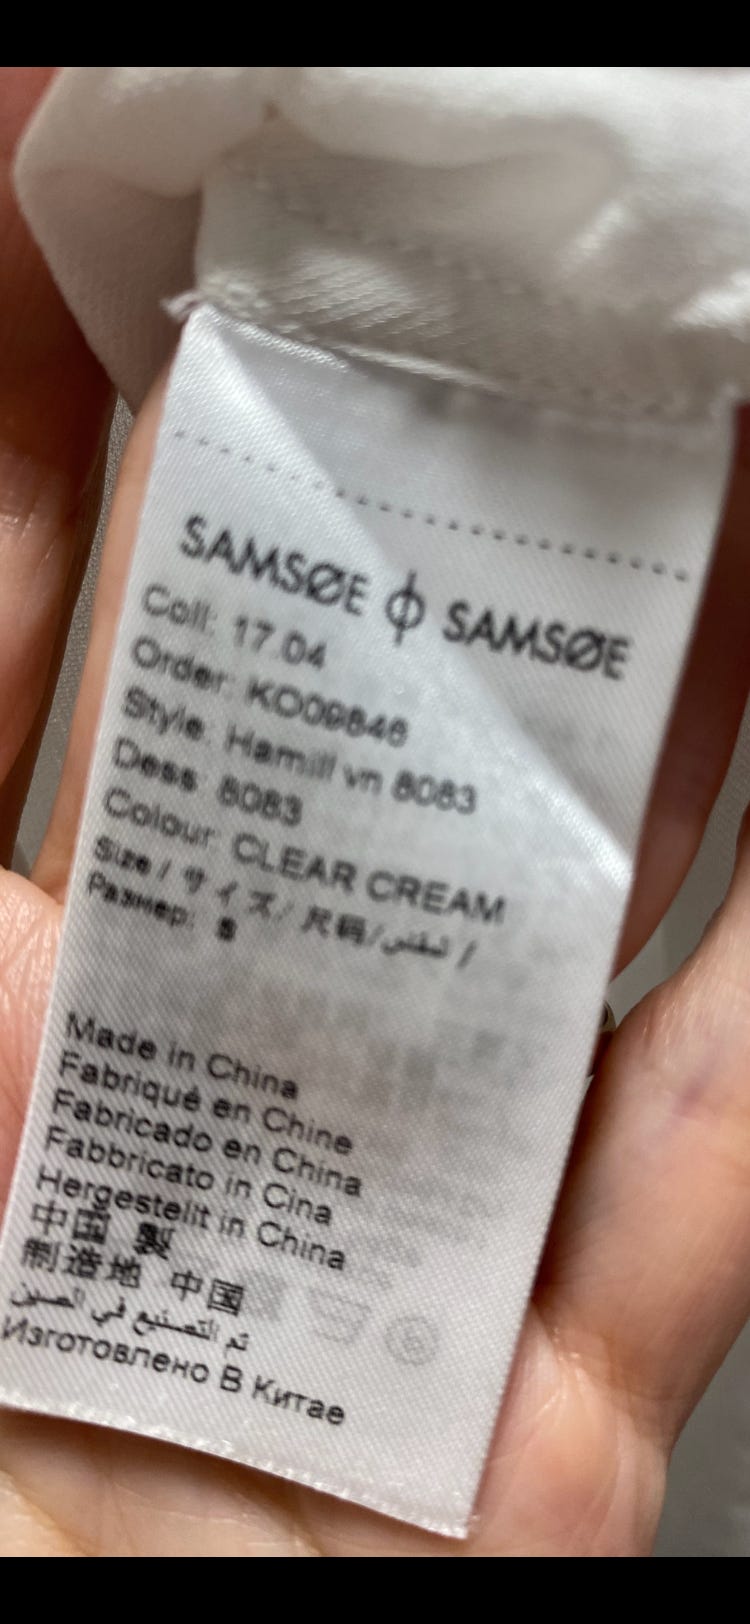 SAMSØE ϕ SAMSØE
Coll: 17.04
Order: KO09846
Style: Hamill vn 8083
Dess: 8083
Colour: CLEAR CREAM
Size / サイズ/ 尺码/ /
Размер: S
Made in China
Fabriqué en Chine
Fabricado en China
Fabbricato in Cina
Hergestellt in China
中国 製
制造地 中国
تم التصنيع في الصين
Изготовлено В Китае